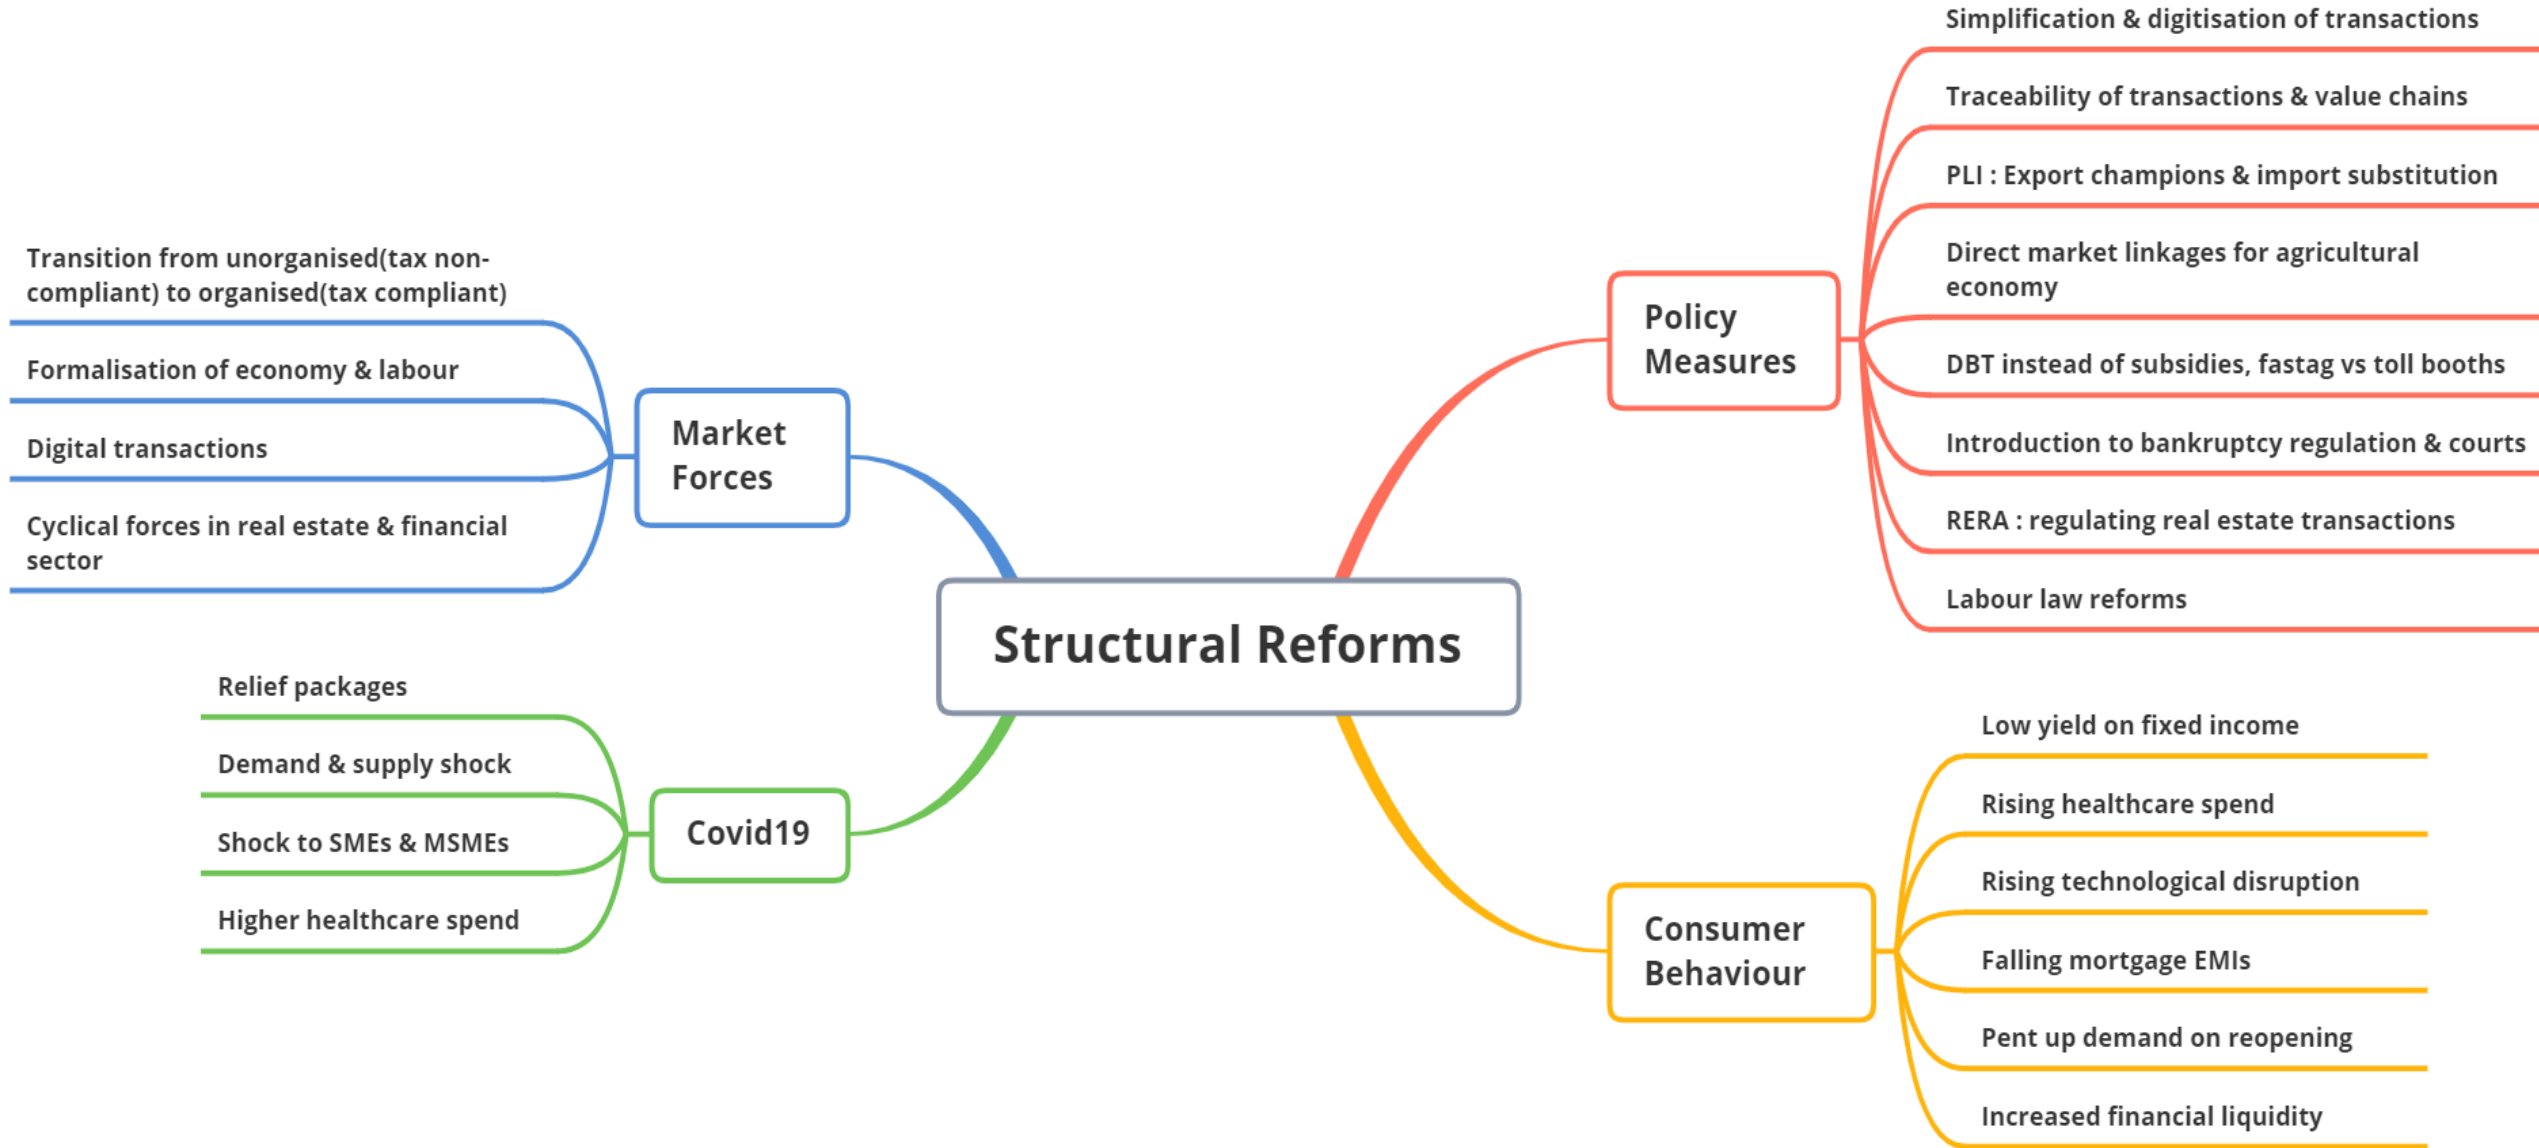 Structural Reforms
Policy
Measures
Simplification & digitisation of transactions
Traceability of transactions & value chains
PLI : Export champions & import substitution
Direct market linkages for agricultural
economy
DBT instead of subsidies, fastag vs toll booths
Introduction to bankruptcy regulation & courts
RERA : regulating real estate transactions
Labour law reforms
Consumer
Behaviour
Low yield on fixed income
Rising healthcare spend
Rising technological disruption
Falling mortgage EMIs
Pent up demand on reopening
Increased financial liquidity
Market
Forces
Transition from unorganised(tax non-
compliant) to organised(tax compliant)
Formalisation of economy & labour
Digital transactions
Cyclical forces in real estate & financial
sector
Covid19
Relief packages
Demand & supply shock
Shock to SMEs & MSMEs
Higher healthcare spend